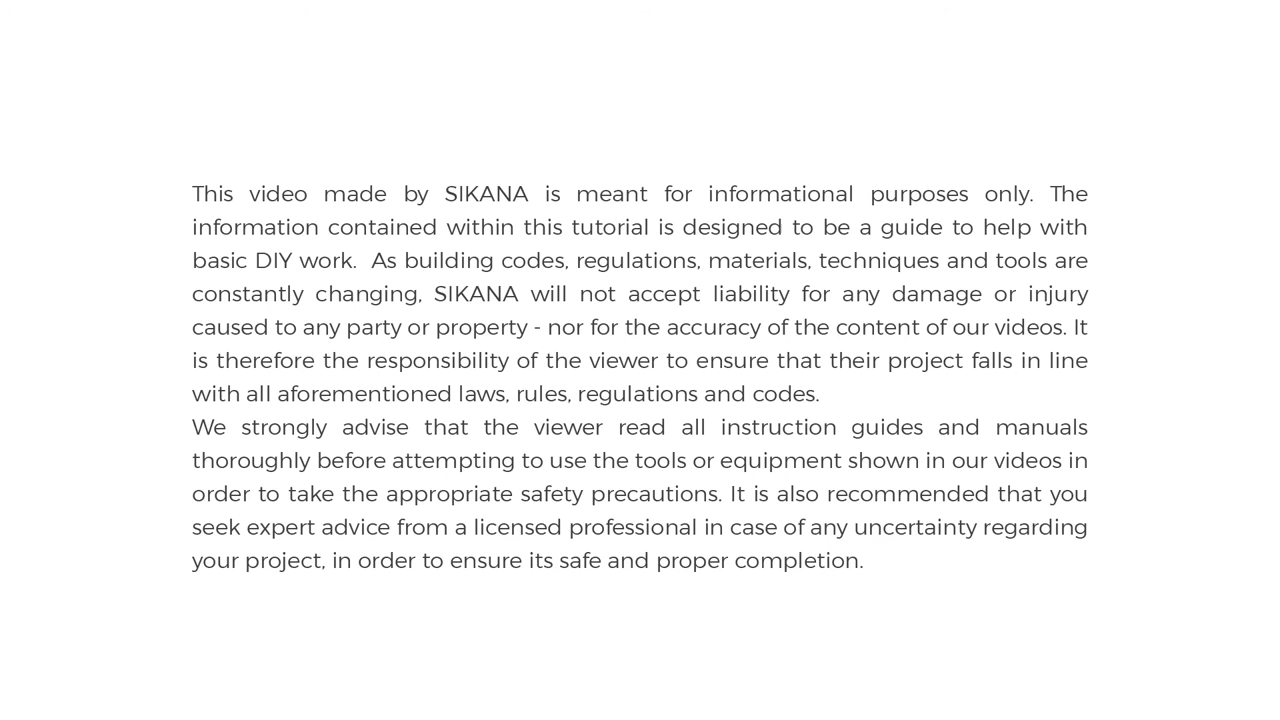 This video made by SIKANA is meant for informational purposes only. The
information contained within this tutorial is designed to be a guide to help with
basic DIY work.  As building codes, regulations, materials, techniques and tools are
constantly changing, SIKANA will not accept liability for any damage or injury
caused to any party or property - nor for the accuracy of the content of our videos. It
is therefore the responsibility of the viewer to ensure that their project falls in line
with all aforementioned laws, rules, regulations and codes.
We strongly advise that the viewer read all instruction guides and manuals
thoroughly before attempting to use the tools or equipment shown in our videos in
order to take the appropriate safety precautions. It is also recommended that you
seek expert advice from a licensed professional in case of any uncertainty regarding
your project, in order to ensure its safe and proper completion.